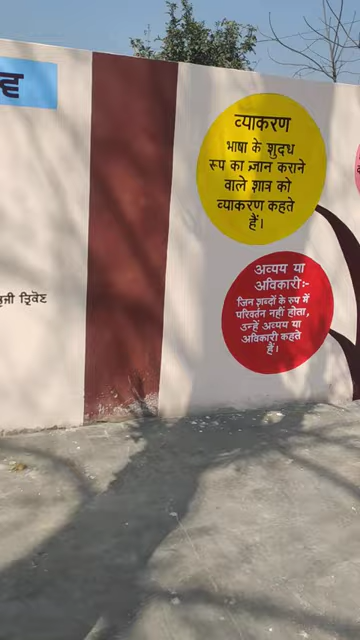 व्याकरण
भाषा के शुद्ध
रूप का ज्ञान कराने
वाले शात्र को
व्याकरण कहते
हैं।
अव्यय या
अविकारीः-
जिन शब्दों के रुप में
परिवर्तन नहीं होता,
उन्हें अव्यय या
अविकारी कहते
हैं।